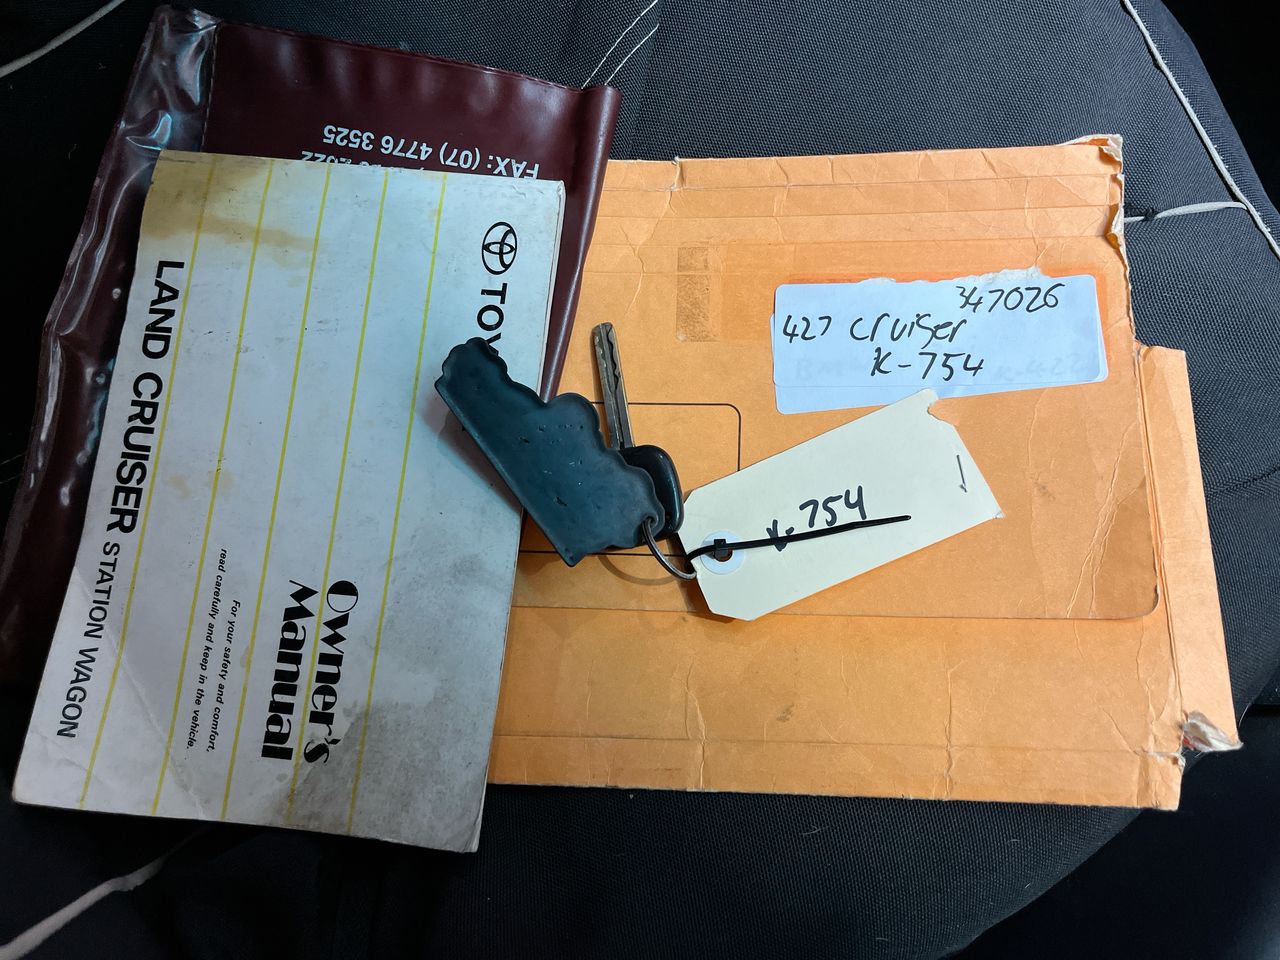 FAX: (07) 4776 3525
TOY
LAND CRUISER STATION WAGON
Owner's
Manual
For your safety and comfort,
read carefully and keep in the vehicle.
347026
427 cruiser
K-754
K-754